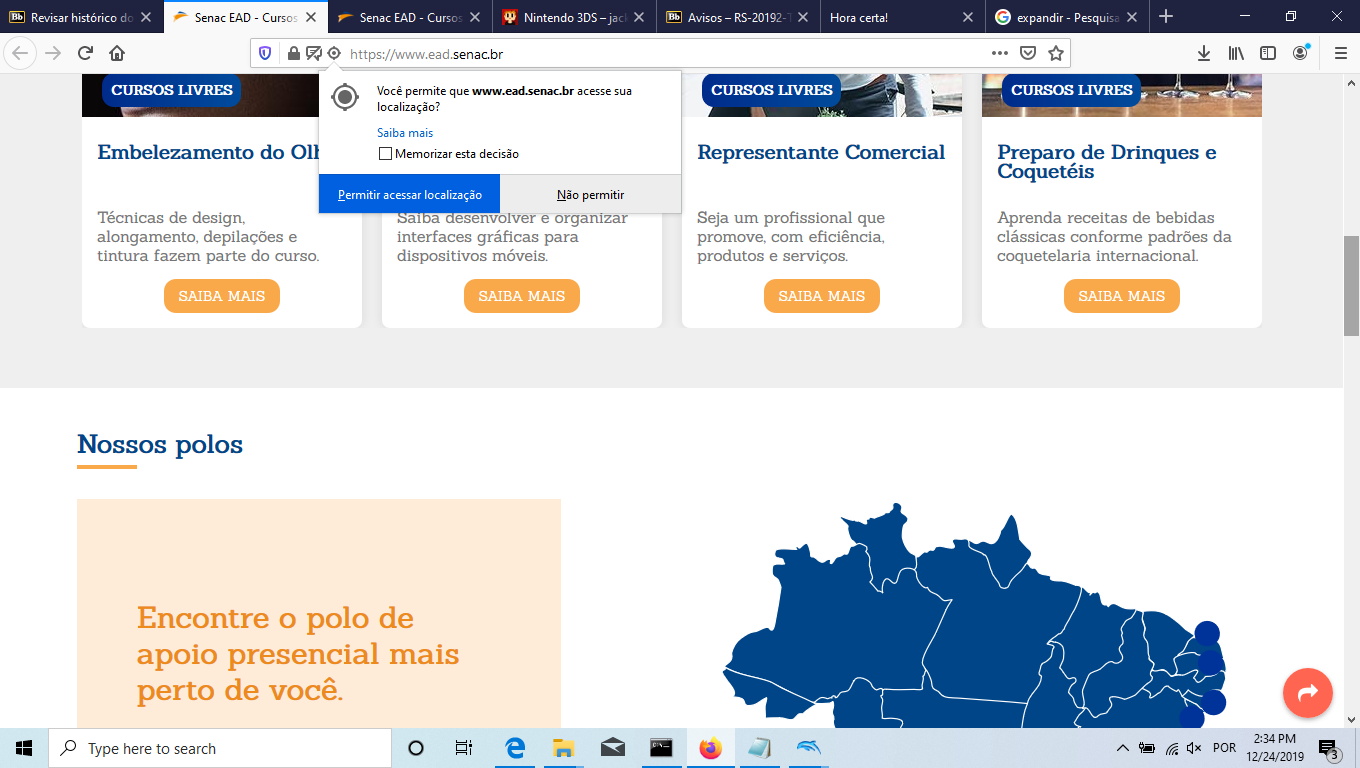 Revisar histórico do
Senac EAD - Cursos
Senac EAD - Cursos
Nintendo 3DS – jack
Avisos – RS-20192-T
Hora certa!
expandir - Pesquisa
https://www.ead.senac.br
Você permite que www.ead.senac.br acesse sua
localização?
Saiba mais
Memorizar esta decisão
Permitir acessar localização
Não permitir
CURSOS LIVRES
CURSOS LIVRES
CURSOS LIVRES
Embelezamento do Olh
Representante Comercial
Preparo de Drinques e
Coquetéis
Técnicas de design,
alongamento, depilações e
tintura fazem parte do curso.
Saiba desenvolver e organizar
interfaces gráficas para
dispositivos móveis.
Seja um profissional que
promove, com eficiência,
produtos e serviços.
Aprenda receitas de bebidas
clássicas conforme padrões da
coquetelaria internacional.
SAIBA MAIS
SAIBA MAIS
SAIBA MAIS
SAIBA MAIS
Nossos polos
Encontre o polo de
apoio presencial mais
perto de você.
Type here to search
POR
2:34 PM
12/24/2019
3